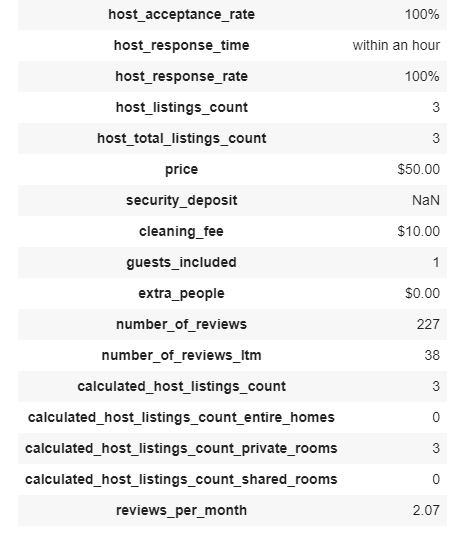 host_acceptance_rate 100%
host_response_time within an hour
host_response_rate 100%
host_listings_count 3
host_total_listings_count 3
price $50.00
security_deposit NaN
cleaning_fee $10.00
guests_included 1
extra_people $0.00
number_of_reviews 227
number_of_reviews_ltm 38
calculated_host_listings_count 3
calculated_host_listings_count_entire_homes 0
calculated_host_listings_count_private_rooms 3
calculated_host_listings_count_shared_rooms 0
reviews_per_month 2.07